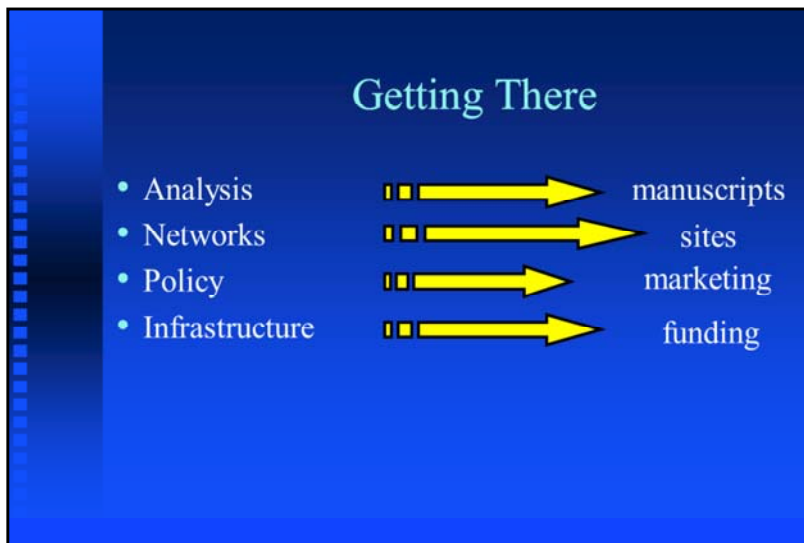 Getting There
• Analysis manuscripts
• Networks sites
• Policy marketing
• Infrastructure funding